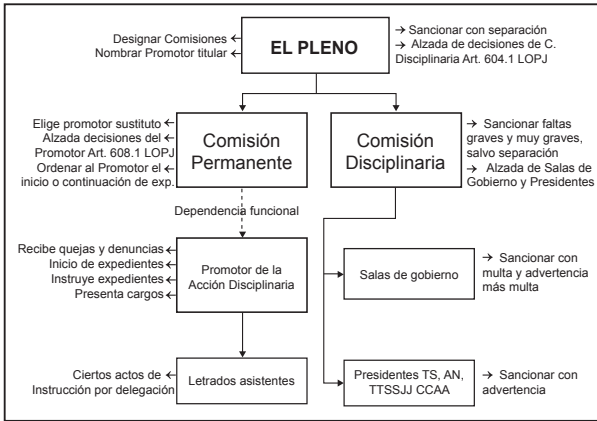 Designar Comisiones ←
Nombrar Promotor titular ←
EL PLENO
→ Sancionar con separación
→ Alzada de decisiones de C.
Disciplinaria Art. 604.1 LOPJ
Elige promotor sustituto ←
Alzada decisiones del ←
Promotor Art. 608.1 LOPJ
Ordenar al Promotor el ←
inicio o continuación de exp.
Comisión
Permanente
Comisión
Disciplinaria
→ Sancionar faltas
graves y muy graves,
salvo separación
→ Alzada de Salas de
Gobierno y Presidentes
Dependencia funcional
Recibe quejas y denuncias ←
Inicio de expedientes ←
Instruye expedientes ←
Presenta cargos ←
Promotor de la
Acción Disciplinaria
Salas de gobierno
→ Sancionar con
multa y advertencia
más multa
Ciertos actos de ←
Instrucción por delegación
Letrados asistentes
Presidentes TS, AN,
TTSSJJ CCAA
→ Sancionar con
advertencia